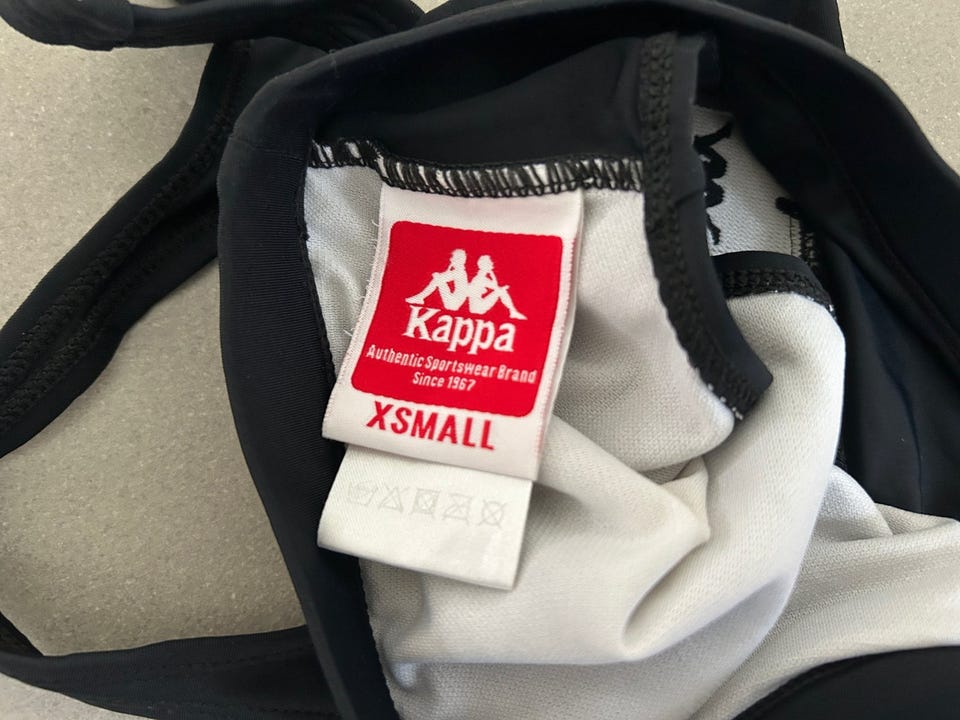 Kappa
Authentic Sportswear Brand
Since 1967
XSMALL